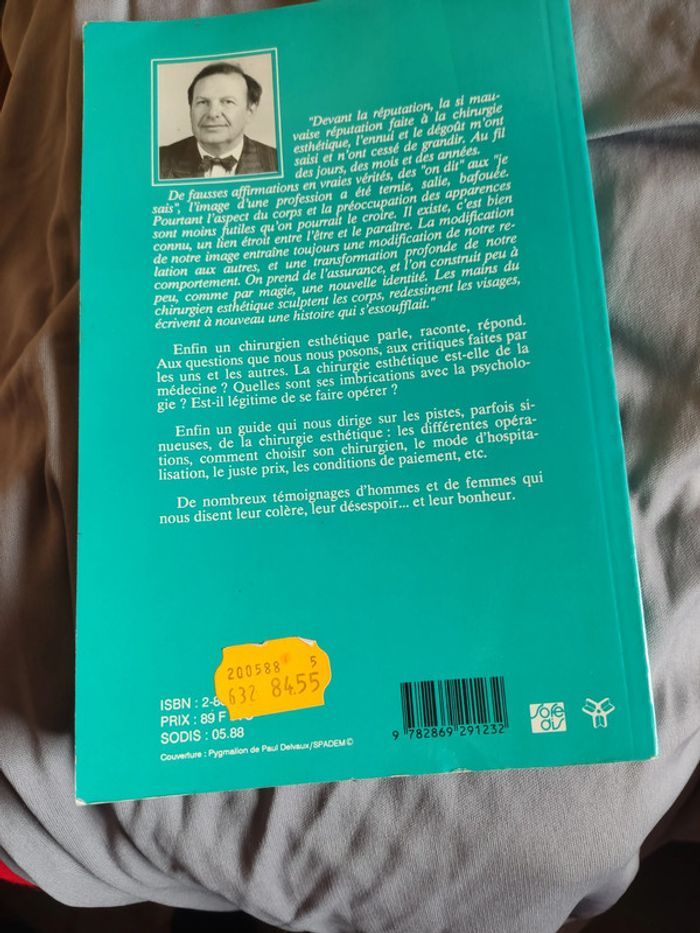 "Devant la réputation, la si mau-
vaise réputation faite à la chirurgie
esthétique, l'ennui et le dégoût m'ont
saisi et n'ont cessé de grandir. Au fil
des jours, des mois et des années.
De fausses affirmations en vraies vérités, des "on dit" aux "je
sais", l'image d'une profession a été ternie, salie, bafouée.
Pourtant l'aspect du corps et la préoccupation des apparences
sont moins futiles qu'on pourrait le croire. Il existe, c'est bien
connu, un lien étroit entre l'être et le paraître. La modification
de notre image entraîne toujours une modification de notre re-
lation aux autres, et une transformation profonde de notre
comportement. On prend de l'assurance, et l'on construit peu à
peu, comme par magie, une nouvelle identité. Les mains du
chirurgien esthétique sculptent les corps, redessinent les visages,
écrivent à nouveau une histoire qui s'essoufflait."
Enfin un chirurgien esthétique parle, raconte, répond.
Aux questions que nous nous posons, aux critiques faites par
les uns et les autres. La chirurgie esthétique est-elle de la
médecine ? Quelles sont ses imbrications avec la psycholo-
gie ? Est-il légitime de se faire opérer ?
Enfin un guide qui nous dirige sur les pistes, parfois si-
nueuses, de la chirurgie esthétique : les différentes opéra-
tions, comment choisir son chirurgien, le mode d'hospita-
lisation, le juste prix, les conditions de paiement, etc.
De nombreux témoignages d'hommes et de femmes qui
nous disent leur colère, leur désespoir... et leur bonheur.
200588 5
632 84.55
ISBN : 2-8
PRIX : 89 F
SODIS : 05.88
Couverture : Pygmalion de Paul Delvaux/SPADEM©
9 782869 291232
sofe
dis